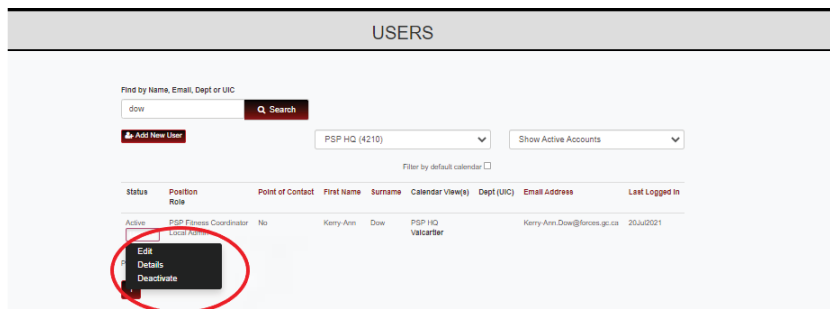 USERS
Find by Name, Email, Dept or UIC
dow
Search
Add New User
PSP HQ (4210)
Show Active Accounts
Filter by default calendar
Status Position Point of Contact First Name Surname Calendar View(s) Dept (UIC) Email Address Last Logged In
Role
Active PSP Fitness Coordinator No Kerry-Ann Dow PSP HQ Kerry-Ann.Dow@forces.gc.ca 20Jul2021
Local Admin Valcartier
Edit
Details
Deactivate